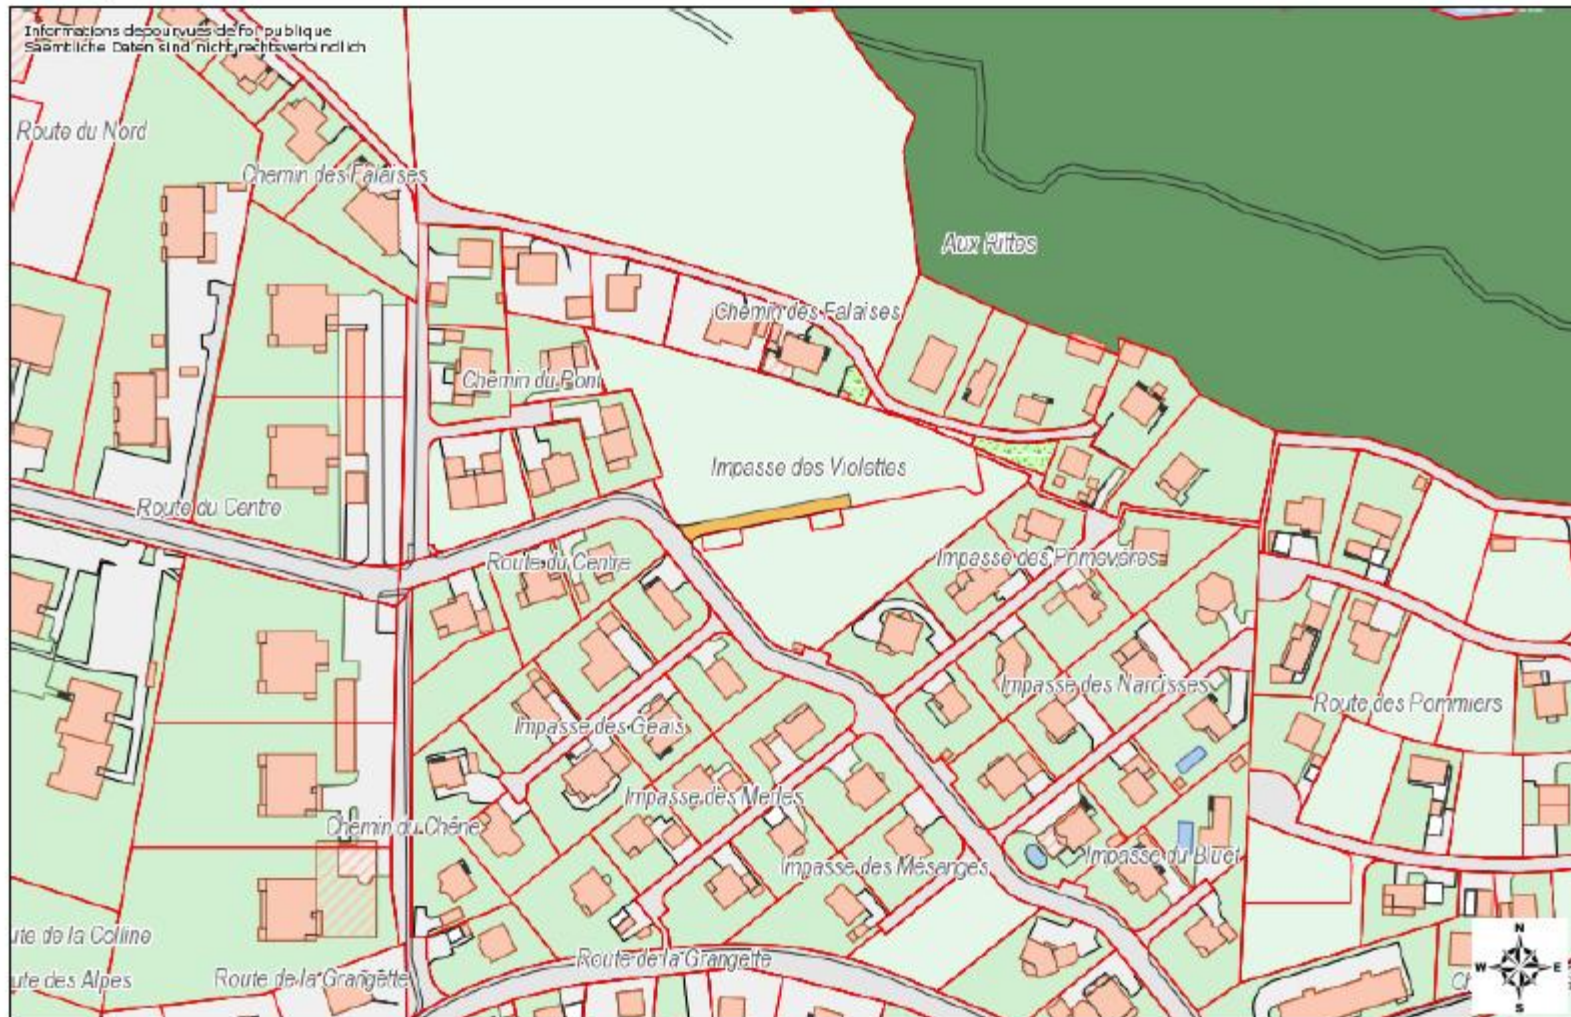 Informations dépourvues de foi publique
Saemtliche Daten sind nicht rechtsverbindlich
Route du Nord
Chemin des Falaises
Aux Rittes
Chemin des Falaises
Chemin du Pont
Impasse des Violettes
Route du Centre
Route du Centre
Impasse des Primevères
Impasse des Narcisses
Route des Pommiers
Impasse des Geais
Impasse des Merles
Chemin du Chêne
Impasse du Bluet
Impasse des Mésanges
ute de la Colline
Route de la Grangette
ute des Alpes
Route de la Grangette
N
W
E
S